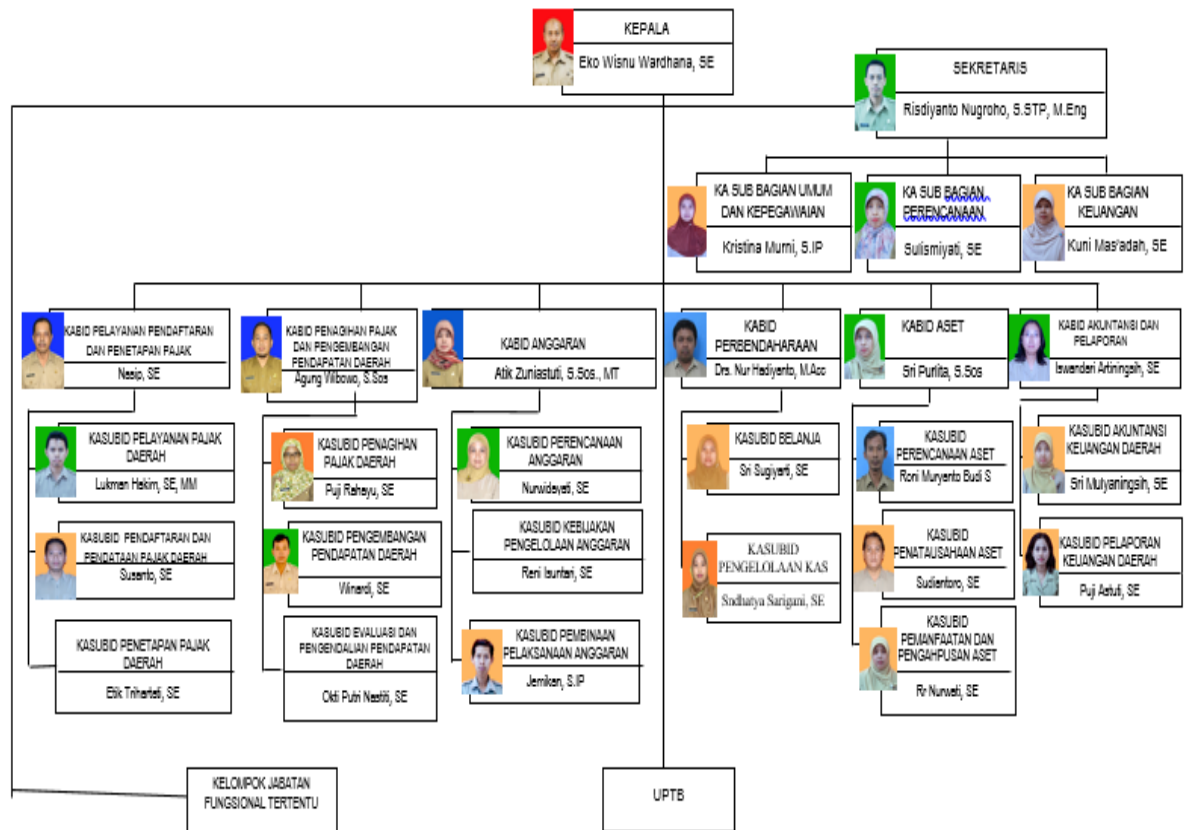 KEPALA
Eko Wisnu Wardhana, SE
SEKRETARIS
Risdiyanto Nugroho, S.STP, M.Eng
KA SUB BAGIAN UMUM
DAN KEPEGAWAIAN
Kristina Murni, S.IP
KA SUB BAGIAN
PERENCANAAN
Sulismiyati, SE
KA SUB BAGIAN
KEUANGAN
Kuni Mas'adah, SE
KABID PELAYANAN PENDAFTARAN
DAN PENETAPAN PAJAK
Nasip, SE
KABID PENAGIHAN PAJAK
DAN PENGEMBANGAN
PENDAPATAN DAERAH
Agung Wibowo, S.Sos
KABID ANGGARAN
Atik Zuniastuti, S.Sos., MT
KABID
PERBENDAHARAAN
Drs. Nur Hadiyanto, M.Acc
KABID ASET
Sri Purlita, S.Sos
KABID AKUNTANSI DAN
PELAPORAN
Iswandari Artiningsih, SE
KASUBID PELAYANAN PAJAK
DAERAH
Lukman Hakim, SE, MM
KASUBID PENAGIHAN
PAJAK DAERAH
Puji Rahayu, SE
KASUBID PERENCANAAN
ANGGARAN
Nurwidayati, SE
KASUBID BELANJA
Sri Sugiyarti, SE
KASUBID
PERENCANAAN ASET
Roni Muryanto Budi S
KASUBID AKUNTANSI
KEUANGAN DAERAH
Sri Mulyaningsih, SE
KASUBID PENDAFTARAN DAN
PENDATAAN PAJAK DAERAH
Susanto, SE
KASUBID PENGEMBANGAN
PENDAPATAN DAERAH
Winardi, SE
KASUBID KEBIJAKAN
PENGELOLAAN ANGGARAN
Reni Isuntari, SE
KASUBID
PENGELOLAAN KAS
Sndhatya Sarigani, SE
KASUBID
PENATAUSAHAAN ASET
Sudiantoro, SE
KASUBID PELAPORAN
KEUANGAN DAERAH
Puji Astuti, SE
KASUBID PENETAPAN PAJAK
DAERAH
Etik Trihartati, SE
KASUBID EVALUASI DAN
PENGENDALIAN PENDAPATAN
DAERAH
Okti Putri Nastiti, SE
KASUBID PEMBINAAN
PELAKSANAAN ANGGARAN
Jemikan, S.IP
KASUBID
PEMANFAATAN DAN
PENGAHPUSAN ASET
Rr Nurwati, SE
KELOMPOK JABATAN
FUNGSIONAL TERTENTU
UPTB